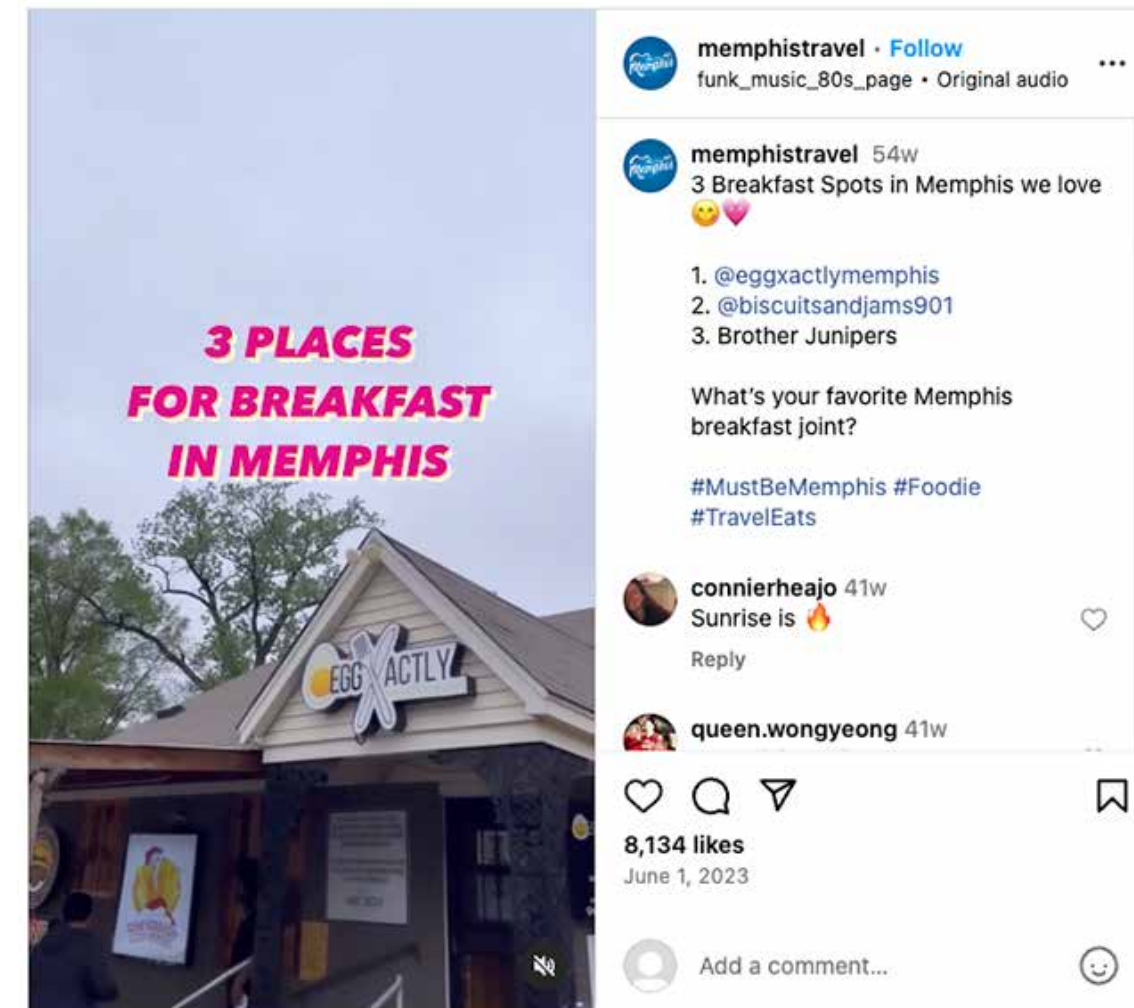 3 PLACES
FOR BREAKFAST
IN MEMPHIS
EGG XACTLY
memphistravel • Follow
funk_music_80s_page • Original audio
memphistravel 54w
3 Breakfast Spots in Memphis we love
😋💗
1. @eggxactlymemphis
2. @biscuitsandjams901
3. Brother Junipers
What's your favorite Memphis
breakfast joint?
#MustBeMemphis #Foodie
#TravelEats
connierheajo 41w
Sunrise is 🔥
Reply
queen.wongyeong 41w
8,134 likes
June 1, 2023
Add a comment...